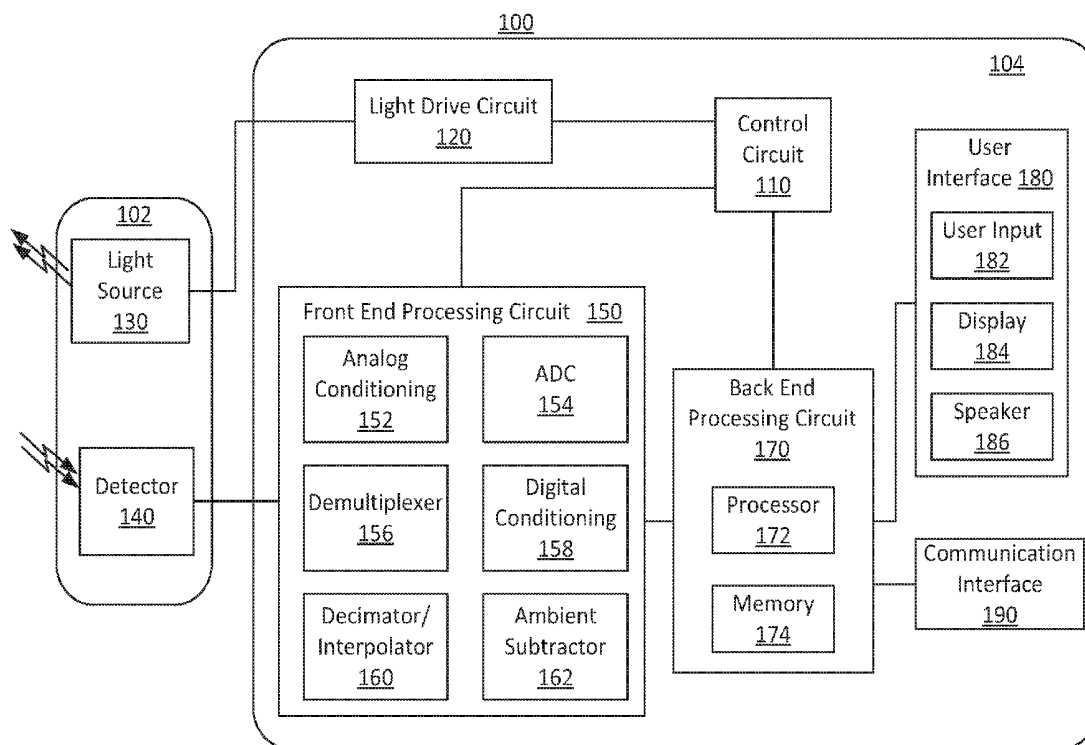 100
104
Light Drive Circuit
120
Control
Circuit
110
User
Interface 180
User Input
182
Display
184
Speaker
186
102
Light
Source
130
Detector
140
Front End Processing Circuit 150
Analog
Conditioning
152
ADC
154
Demultiplexer
156
Digital
Conditioning
158
Decimator/
Interpolator
160
Ambient
Subtractor
162
Back End
Processing Circuit
170
Processor
172
Memory
174
Communication
Interface
190